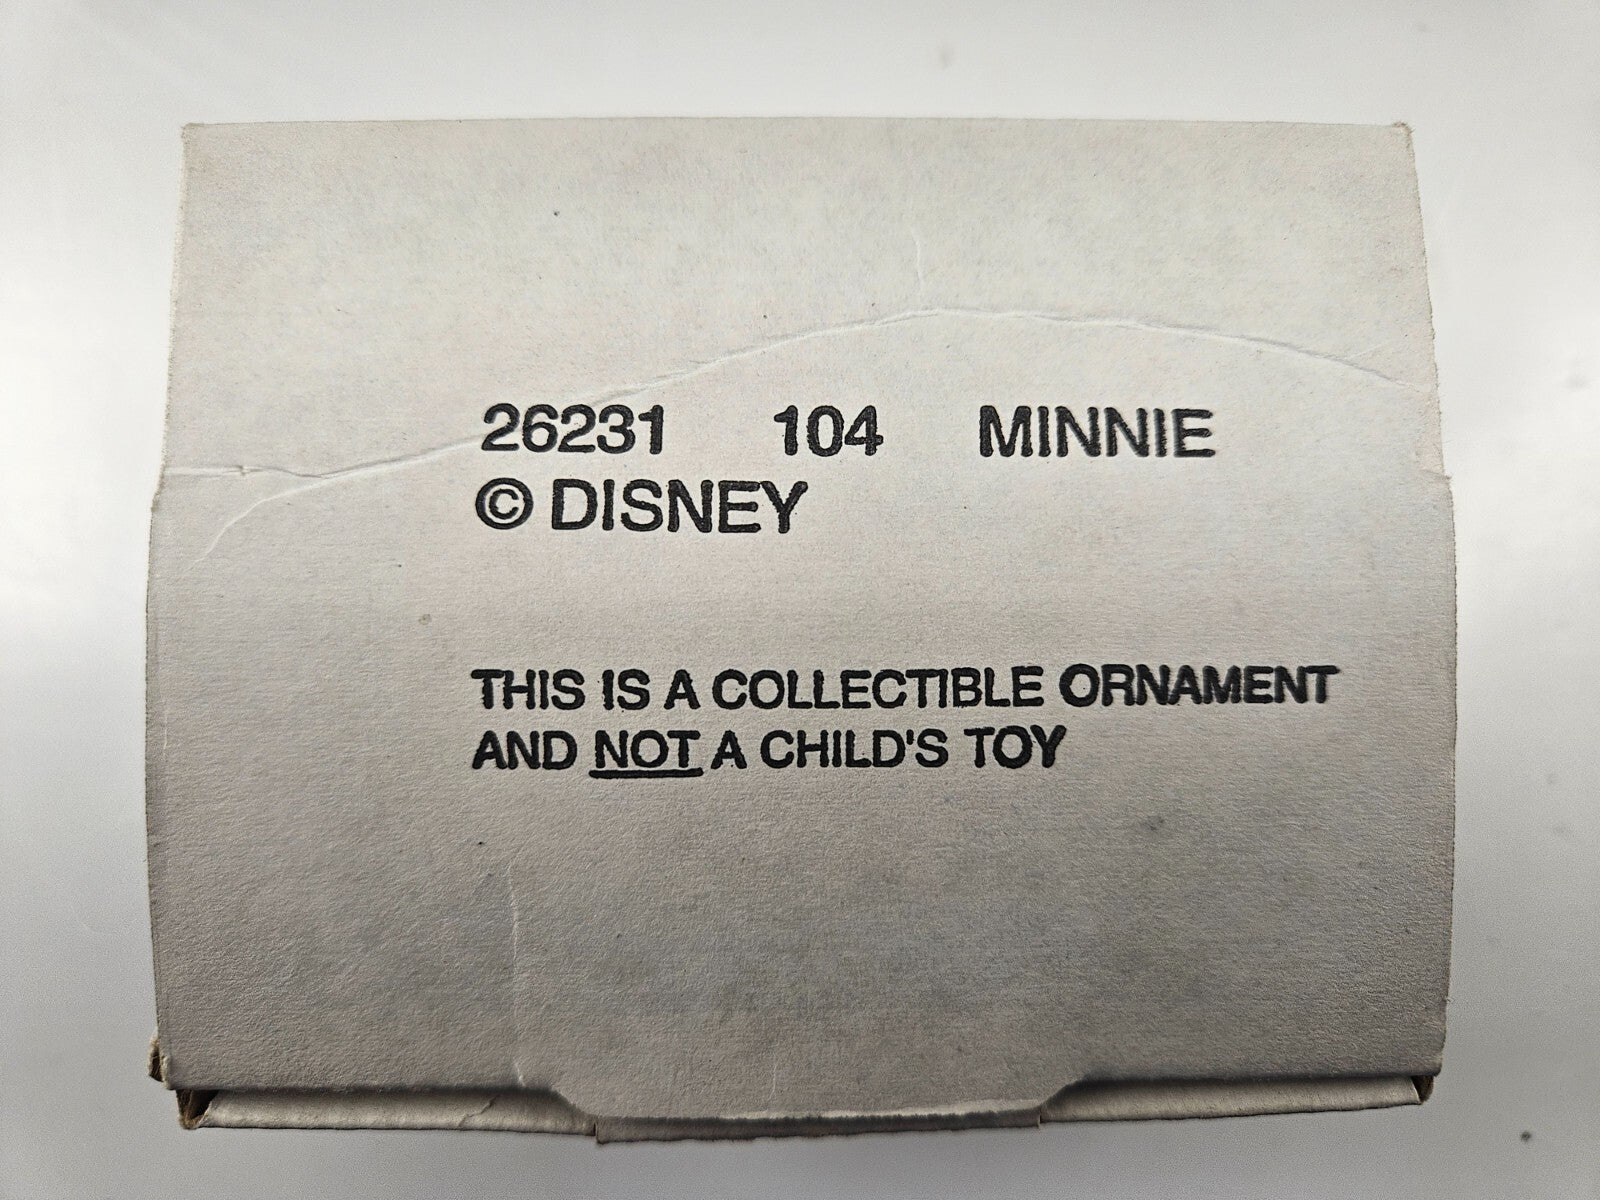 26231 104 MINNIE
© DISNEY
THIS IS A COLLECTIBLE ORNAMENT
AND NOT A CHILD'S TOY